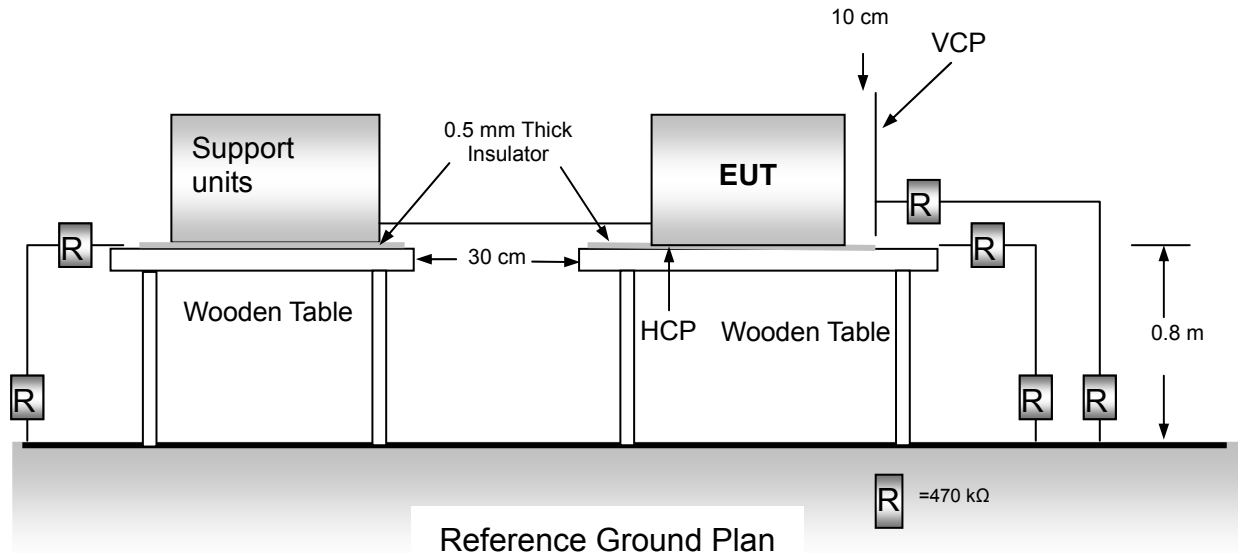 10 cm
VCP
0.5 mm Thick
Insulator
Support
units
EUT
R
R
R
30 cm
Wooden Table
HCP
Wooden Table
0.8 m
R
R
R
R
=470 kΩ
Reference Ground Plan